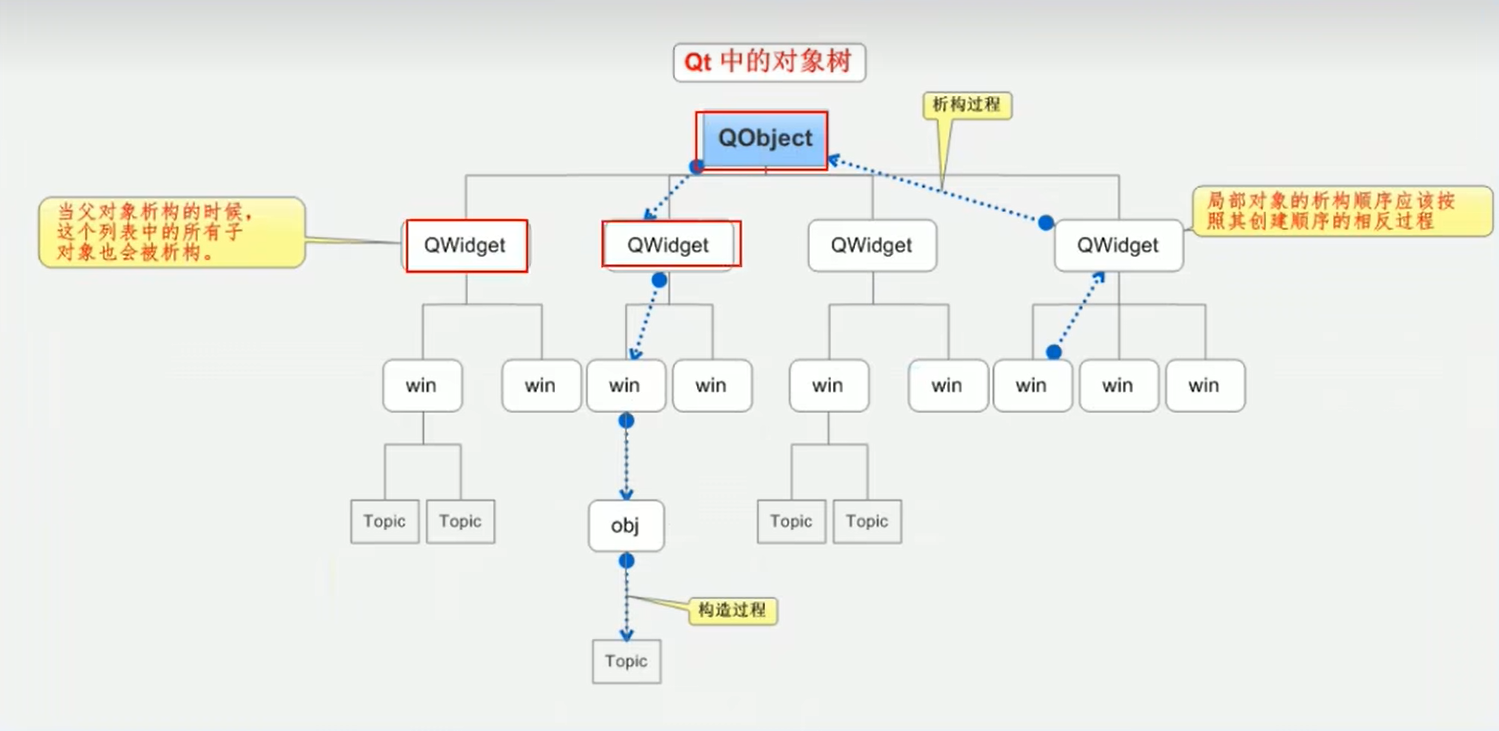 Qt 中的对象树
析构过程
QObject
当父对象析构的时候，
这个列表中的所有子
对象也会被析构。
局部对象的析构顺序应该按
照其创建顺序的相反过程
QWidget
QWidget
QWidget
QWidget
win
win
win
win
win
win
win
win
win
Topic
Topic
obj
Topic
Topic
构造过程
Topic